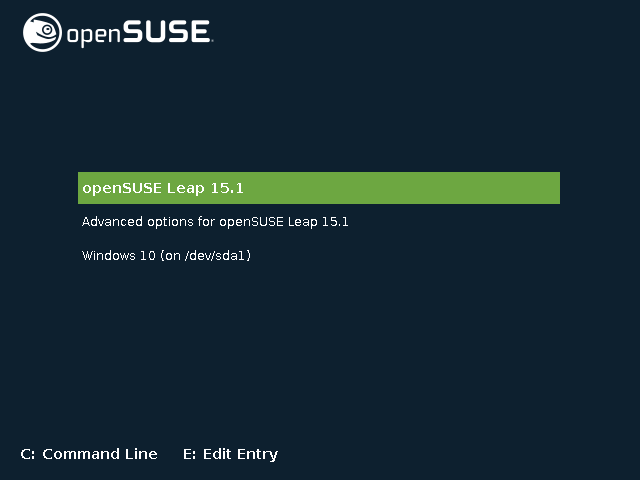 openSUSE.
openSUSE Leap 15.1
Advanced options for openSUSE Leap 15.1
Windows 10 (on /dev/sda1)
C: Command Line E: Edit Entry